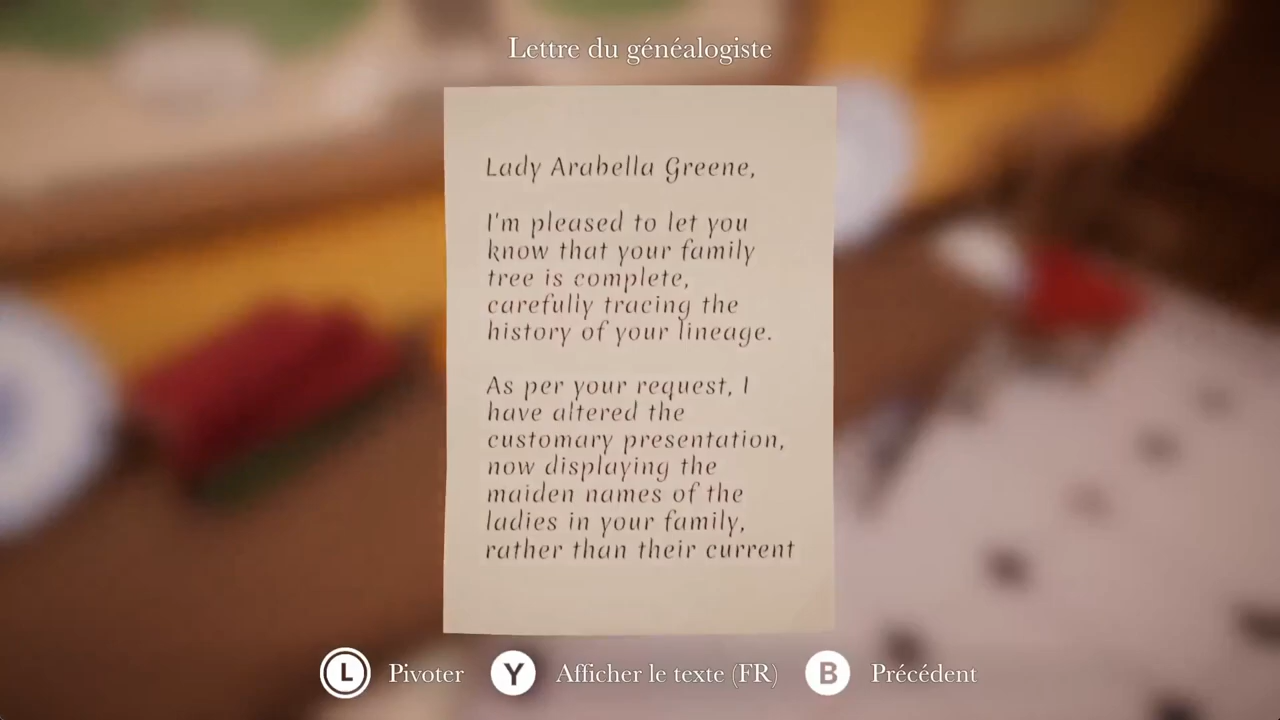 Lettre du généalogiste
Lady Arabella Greene,
I'm pleased to let you
know that your family
tree is complete,
carefully tracing the
history of your lineage.
As per your request, I
have altered the
customary presentation,
now displaying the
maiden names of the
ladies in your family,
rather than their current
L Pivoter Y Afficher le texte (FR) B Précédent